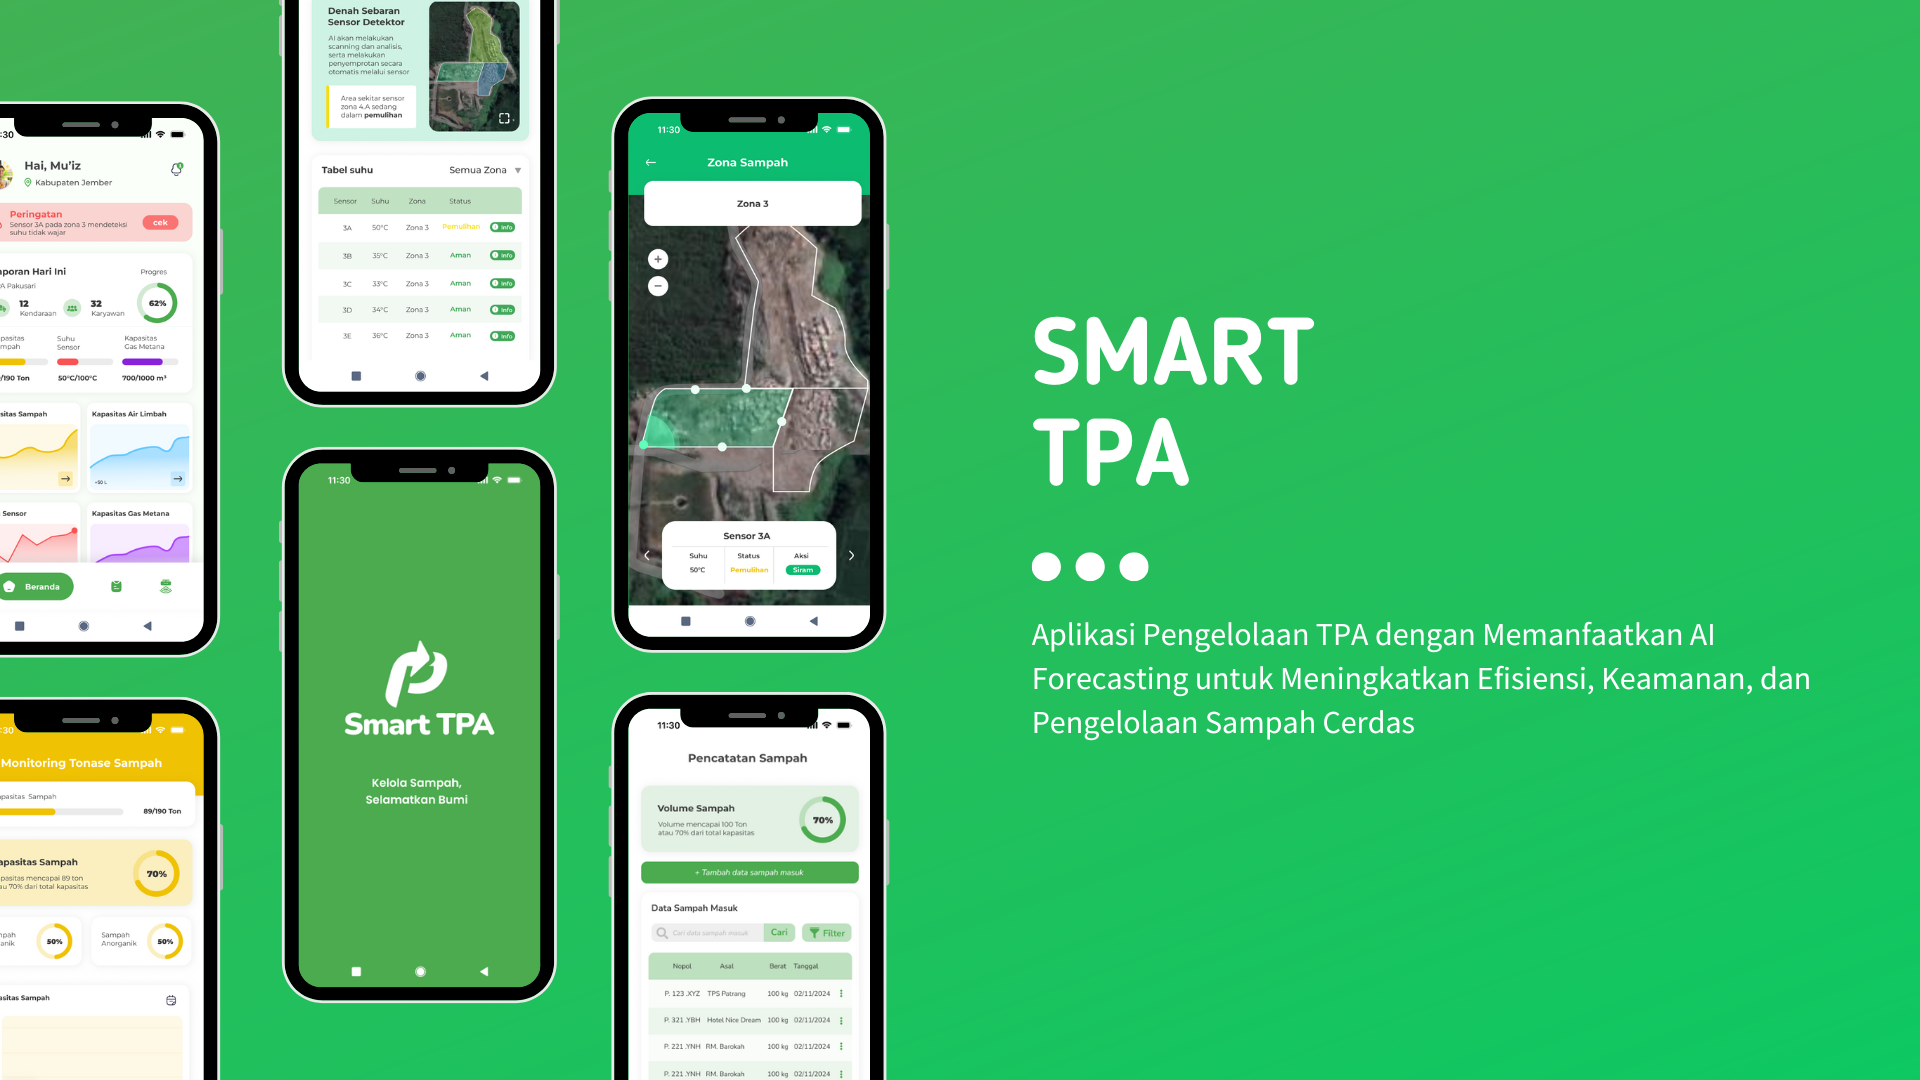 SMART
TPA
Aplikasi Pengelolaan TPA dengan Memanfaatkan AI
Forecasting untuk Meningkatkan Efisiensi, Keamanan, dan
Pengelolaan Sampah Cerdas
:30
Hai, Mu'iz
Kabupaten Jember
Peringatan
Sensor 3A pada zona 3 mendeteksi
suhu tidak wajar
cek
aporan Hari Ini
A Pakusari
Progres
62%
12
Kendaraan
32
Karyawan
pasitas
mpah
Suhu
Sensor
Kapasitas
Gas Metana
/190 Ton
50°C/100°C
700/1000 m³
sitas Sampah
Kapasitas Air Limbah
Sensor
Kapasitas Gas Metana
Beranda
:30
Monitoring Tonase Sampah
apasitas Sampah
89/190 Ton
apasitas Sampah
pasitas mencapai 89 ton
au 70% dari total kapasitas
70%
mpah
anik
50%
Sampah
Anorganik
50%
asitas Sampah
Denah Sebaran
Sensor Detektor
AI akan melakukan
scanning dan analisis,
serta melakukan
penyemprotan secara
otomatis melalui sensor
Area sekitar sensor
zona 4.A sedang
dalam pemulihan
Tabel suhu
Semua Zona
Sensor Suhu Zona Status
3A 50°C Zona 3 Pemulihan Info
3B 35°C Zona 3 Aman Info
3C 33°C Zona 3 Aman Info
3D 34°C Zona 3 Aman Info
3E 36°C Zona 3 Aman Info
11:30
Smart TPA
Kelola Sampah,
Selamatkan Bumi
11:30
Zona Sampah
Zona 3
+
−
Sensor 3A
Suhu Status Aksi
50°C Pemulihan Siram
11:30
Pencatatan Sampah
Volume Sampah
Volume mencapai 100 Ton
atau 70% dari total kapasitas
70%
+ Tambah data sampah masuk
Data Sampah Masuk
Cari data sampah masuk
Cari
Filter
Nopol Asal Berat Tanggal
P. 123 .XYZ TPS Patrang 100 kg 02/11/2024
P. 321 .YBH Hotel Nice Dream 100 kg 02/11/2024
P. 221 .YNH RM. Barokah 100 kg 02/11/2024
P. 221 .YNH RM. Barokah 100 kg 02/11/2024